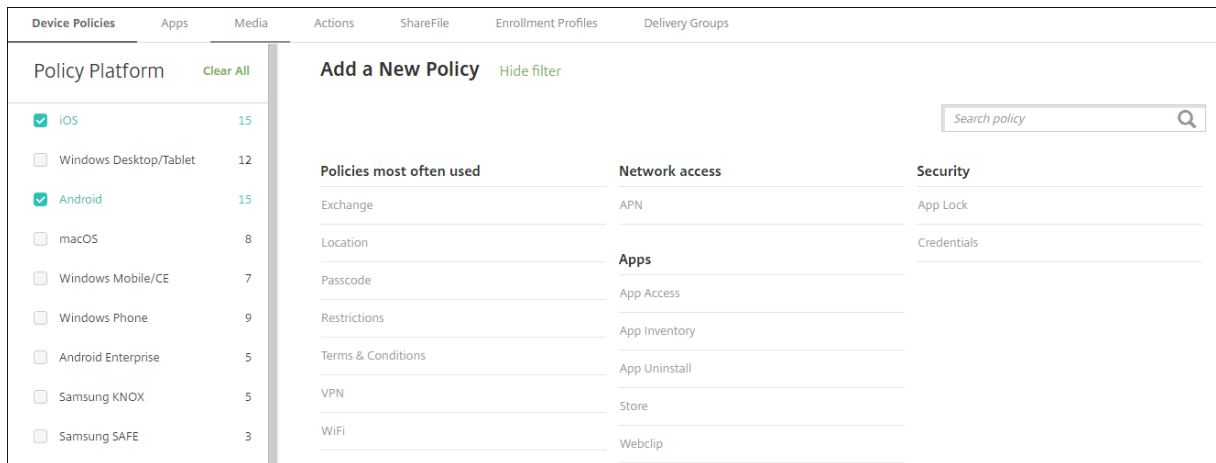 Device Policies
Apps
Media
Actions
ShareFile
Enrollment Profiles
Delivery Groups
Policy Platform
Clear All
iOS 15
Windows Desktop/Tablet 12
Android 15
macOS 8
Windows Mobile/CE 7
Windows Phone 9
Android Enterprise 5
Samsung KNOX 5
Samsung SAFE 3
Add a New Policy
Hide filter
Search policy
Policies most often used
Exchange
Location
Passcode
Restrictions
Terms & Conditions
VPN
WiFi
Network access
APN
Apps
App Access
App Inventory
App Uninstall
Store
Webclip
Security
App Lock
Credentials